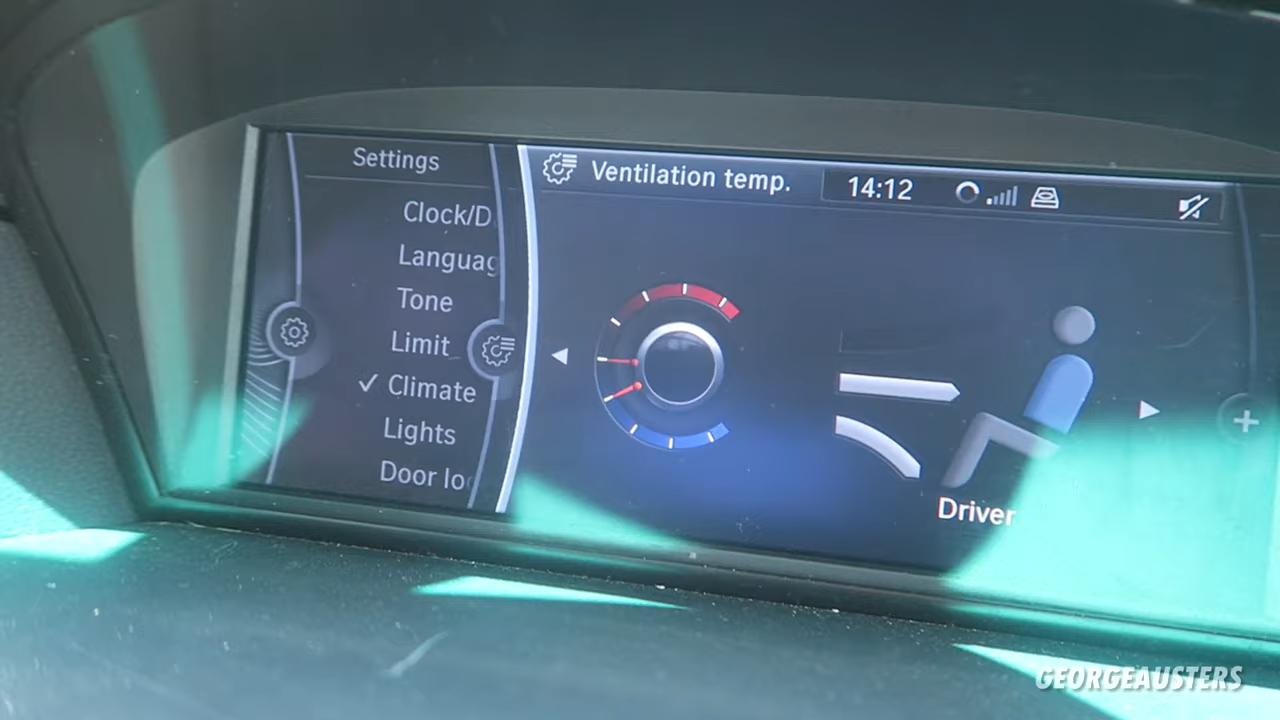 Settings
Clock/D
Languag
Tone
Limit
Climate
Lights
Door lo
Ventilation temp.
14:12
Driver
GEORGEAUSTERS